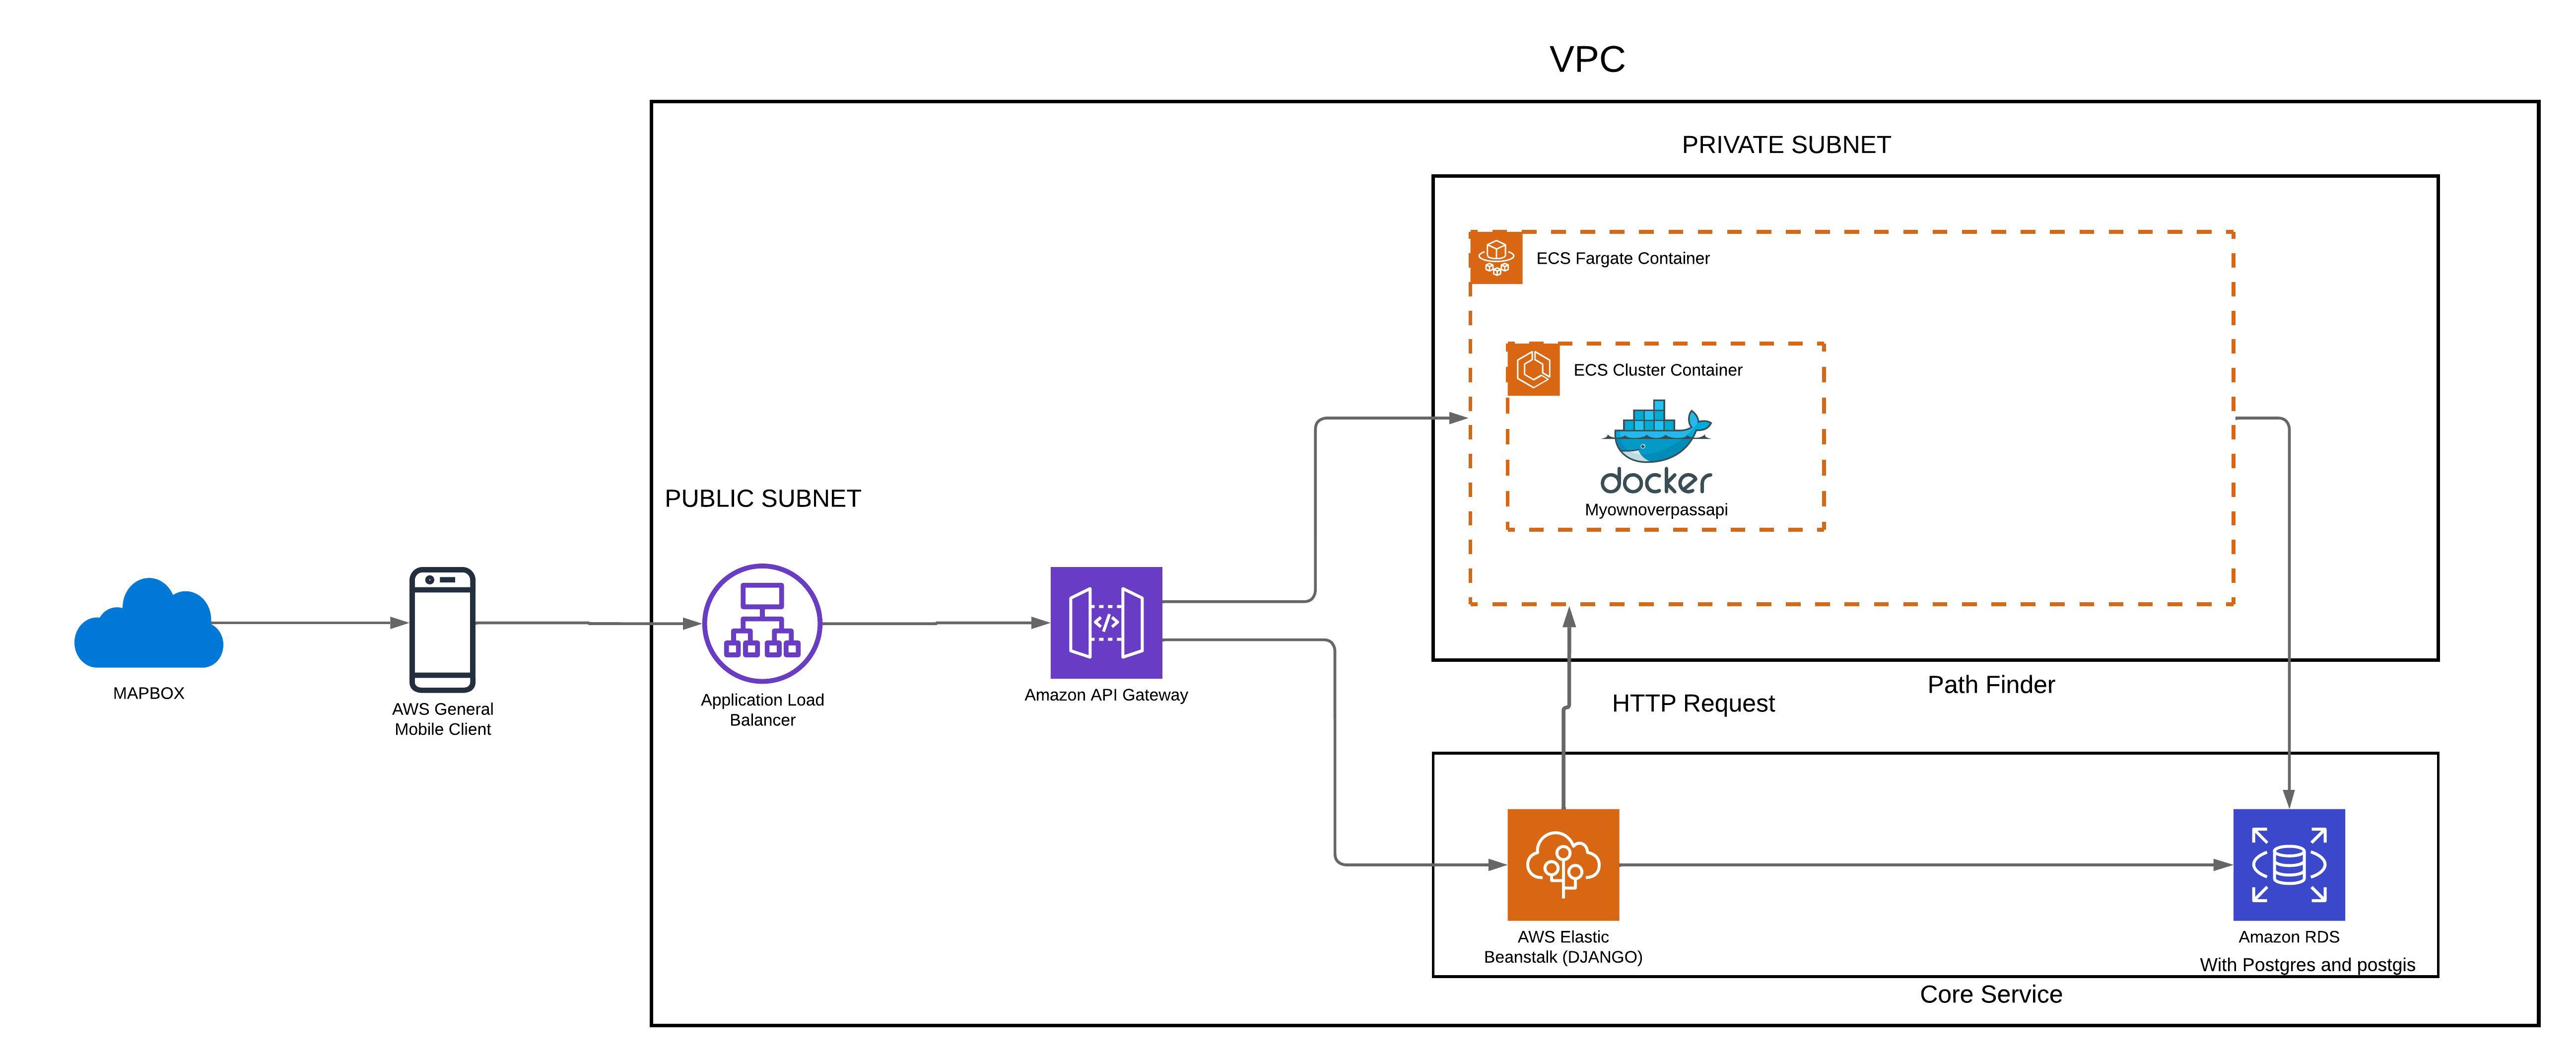 VPC
PRIVATE SUBNET
ECS Fargate Container
ECS Cluster Container
docker
Myownoverpassapi
PUBLIC SUBNET
MAPBOX
AWS General
Mobile Client
Application Load
Balancer
Amazon API Gateway
Path Finder
HTTP Request
AWS Elastic
Beanstalk (DJANGO)
Amazon RDS
With Postgres and postgis
Core Service